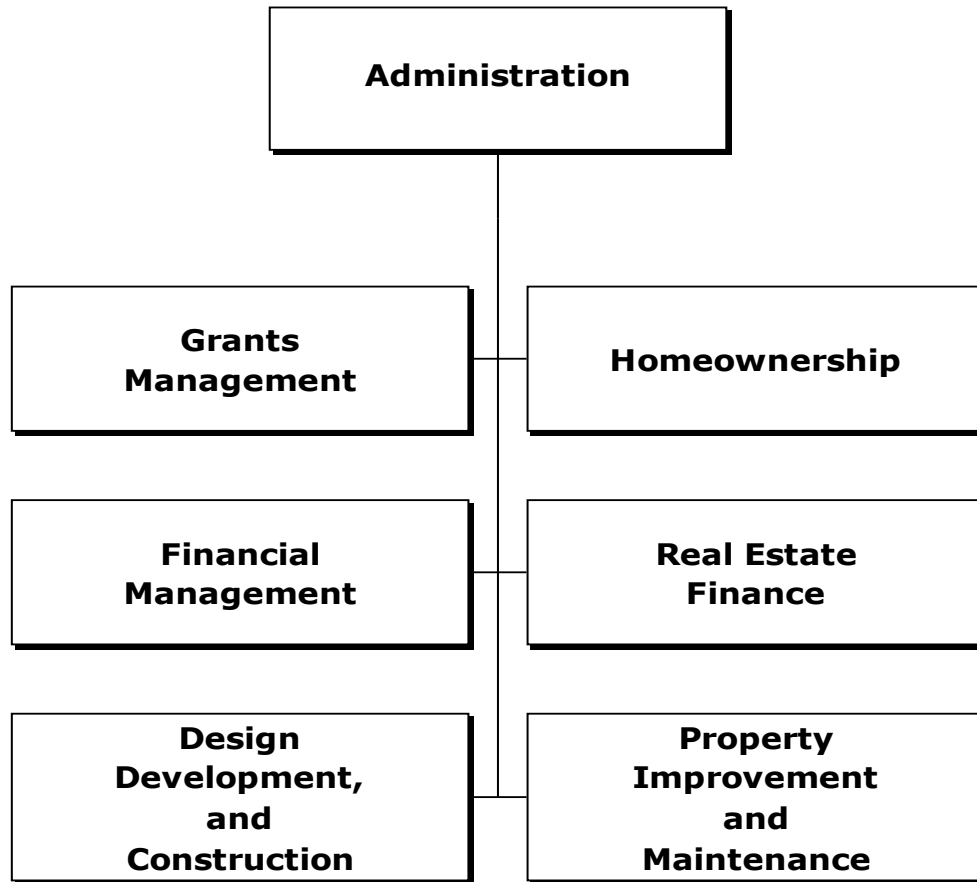 Administration
Grants
Management
Homeownership
Financial
Management
Real Estate
Finance
Design
Development,
and
Construction
Property
Improvement
and
Maintenance